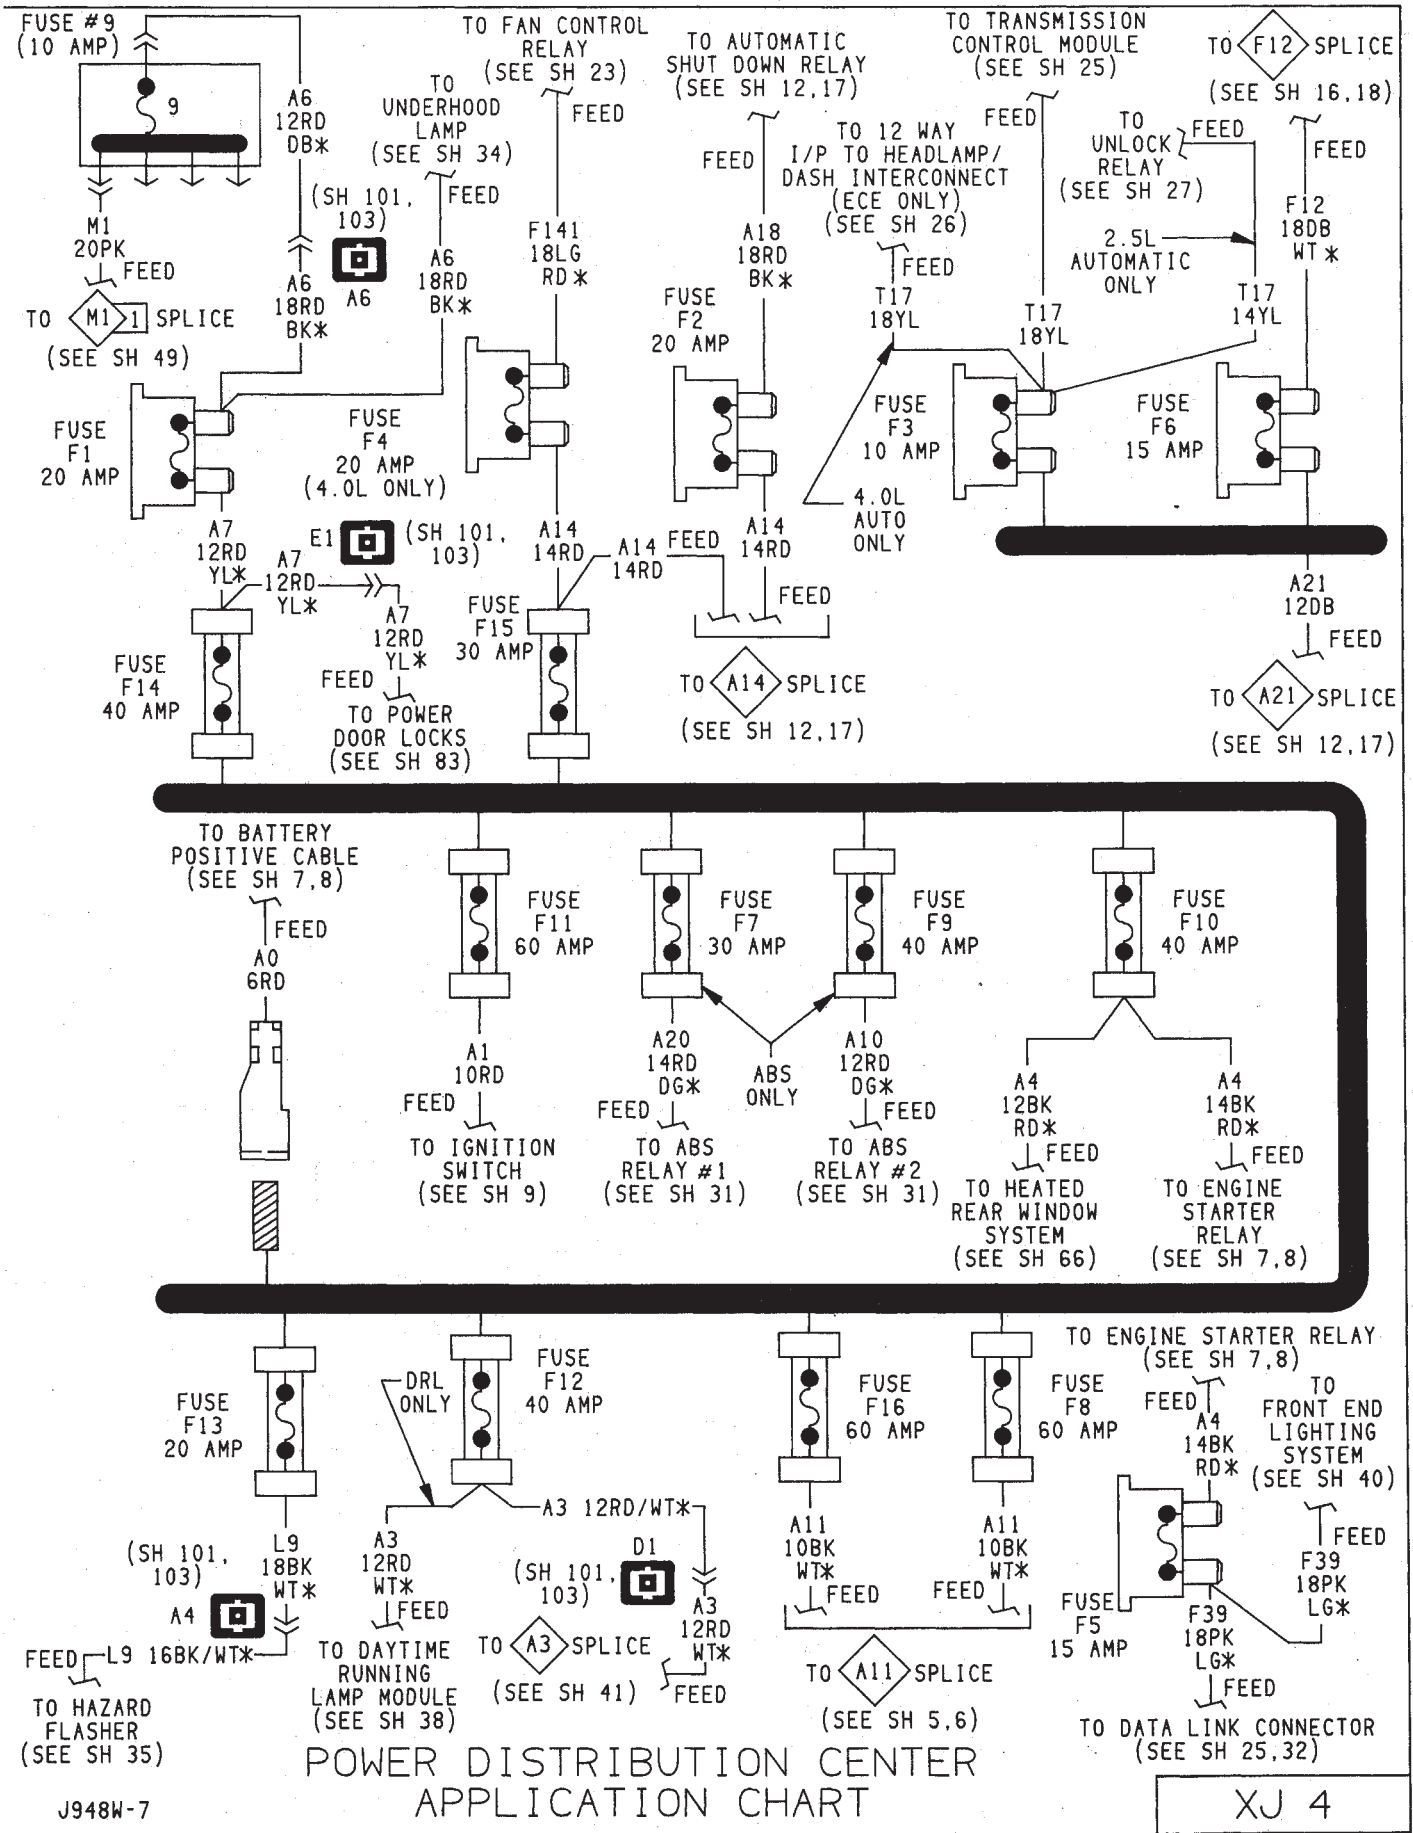 FUSE #9
(10 AMP)
9
A6
12RD
DB*
M1
20PK
FEED
TO M1 1 SPLICE
(SEE SH 49)
(SH 101,
103)
A6
A6
18RD
BK*
TO
UNDERHOOD
LAMP
(SEE SH 34)
FEED
A6
18RD
BK*
TO FAN CONTROL
RELAY
(SEE SH 23)
FEED
F141
18LG
RD*
TO AUTOMATIC
SHUT DOWN RELAY
(SEE SH 12,17)
FEED
A18
18RD
BK*
TO 12 WAY
I/P TO HEADLAMP/
DASH INTERCONNECT
(ECE ONLY)
(SEE SH 26)
FEED
T17
18YL
TO TRANSMISSION
CONTROL MODULE
(SEE SH 25)
FEED
T17
18YL
TO
UNLOCK
RELAY
(SEE SH 27)
FEED
2.5L
AUTOMATIC
ONLY
T17
14YL
TO F12 SPLICE
(SEE SH 16,18)
FEED
F12
18DB
WT*
FUSE
F1
20 AMP
FUSE
F4
20 AMP
(4.0L ONLY)
FUSE
F2
20 AMP
FUSE
F3
10 AMP
FUSE
F6
15 AMP
4.0L
AUTO
ONLY
A7
12RD
YL*
A7
12RD
YL*
E1
(SH 101,
103)
A7
12RD
YL*
FEED
TO POWER
DOOR LOCKS
(SEE SH 83)
FUSE
F14
40 AMP
A14
14RD
FUSE
F15
30 AMP
A14
14RD
FEED
A14
14RD
FEED
TO A14 SPLICE
(SEE SH 12,17)
A21
12DB
FEED
TO A21 SPLICE
(SEE SH 12,17)
TO BATTERY
POSITIVE CABLE
(SEE SH 7,8)
FEED
A0
6RD
FUSE
F11
60 AMP
A1
10RD
FEED
TO IGNITION
SWITCH
(SEE SH 9)
FUSE
F7
30 AMP
A20
14RD
DG*
FEED
TO ABS
RELAY #1
(SEE SH 31)
ABS
ONLY
FUSE
F9
40 AMP
A10
12RD
DG*
FEED
TO ABS
RELAY #2
(SEE SH 31)
FUSE
F10
40 AMP
A4
12BK
RD*
FEED
TO HEATED
REAR WINDOW
SYSTEM
(SEE SH 66)
A4
14BK
RD*
FEED
TO ENGINE
STARTER
RELAY
(SEE SH 7,8)
FUSE
F13
20 AMP
L9
18BK
WT*
(SH 101,
103)
A4
FEED
L9 16BK/WT*
TO HAZARD
FLASHER
(SEE SH 35)
DRL
ONLY
FUSE
F12
40 AMP
A3
12RD
WT*
FEED
TO DAYTIME
RUNNING
LAMP MODULE
(SEE SH 38)
A3 12RD/WT*
D1
(SH 101,
103)
A3
12RD
WT*
FEED
TO A3 SPLICE
(SEE SH 41)
FUSE
F16
60 AMP
A11
10BK
WT*
FEED
FUSE
F8
60 AMP
A11
10BK
WT*
FEED
TO A11 SPLICE
(SEE SH 5,6)
TO ENGINE STARTER RELAY
(SEE SH 7,8)
FEED
A4
14BK
RD*
TO
FRONT END
LIGHTING
SYSTEM
(SEE SH 40)
FEED
F39
18PK
LG*
FUSE
F5
15 AMP
F39
18PK
LG*
FEED
TO DATA LINK CONNECTOR
(SEE SH 25,32)
POWER DISTRIBUTION CENTER
APPLICATION CHART
J948W-7
XJ 4